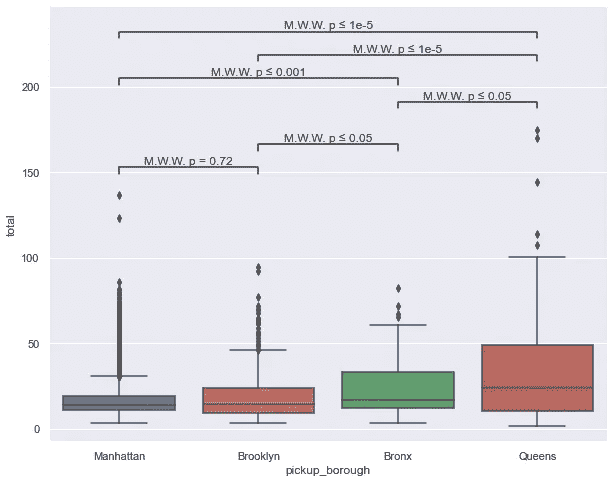 M.W.W. p ≤ 1e-5
M.W.W. p ≤ 1e-5
M.W.W. p ≤ 0.001
M.W.W. p ≤ 0.05
M.W.W. p ≤ 0.05
M.W.W. p = 0.72
200
150
100
50
0
total
Manhattan Brooklyn Bronx Queens
pickup_borough